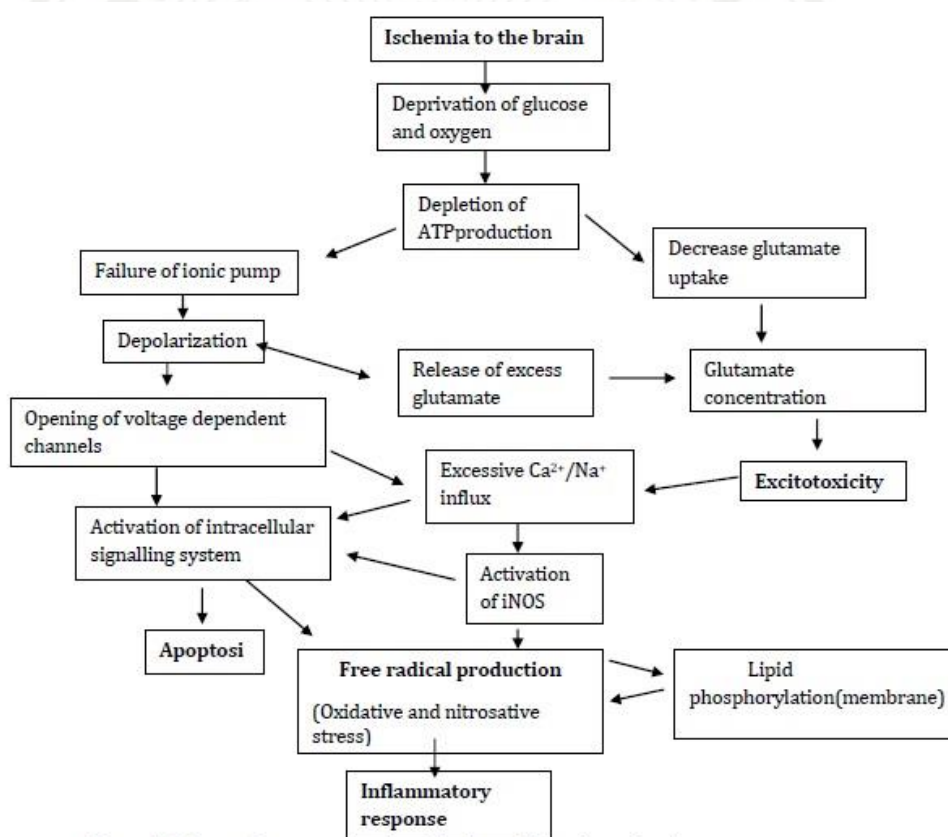 Ischemia to the brain
Deprivation of glucose
and oxygen
Depletion of
ATPproduction
Failure of ionic pump
Decrease glutamate
uptake
Depolarization
Release of excess
glutamate
Glutamate
concentration
Opening of voltage dependent
channels
Excessive Ca²⁺/Na⁺
influx
Excitotoxicity
Activation of intracellular
signalling system
Activation
of iNOS
Apoptosi
Free radical production
(Oxidative and nitrosative
stress)
Lipid
phosphorylation(membrane)
Inflammatory
response